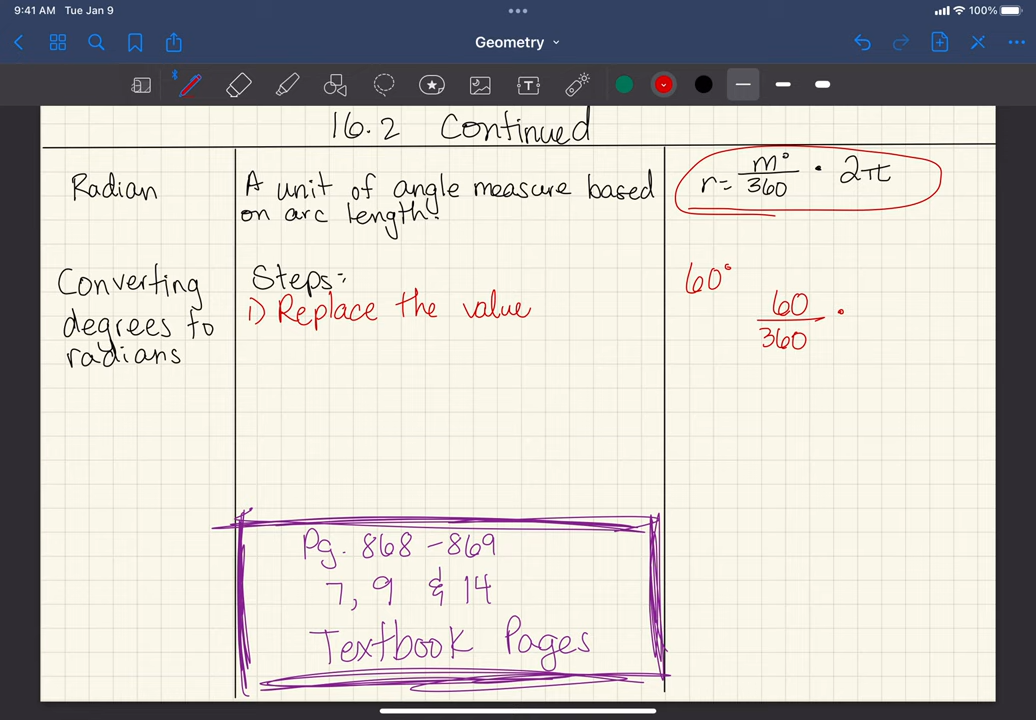 9:41 AM Tue Jan 9
100%
Geometry
16.2 Continued
Radian
A unit of angle measure based
on arc length.
r = m°/360 · 2π
Converting
degrees to
radians
Steps:
1) Replace the value
60°
60/360 ·
Pg. 868 - 869
7, 9 & 14
Textbook Pages